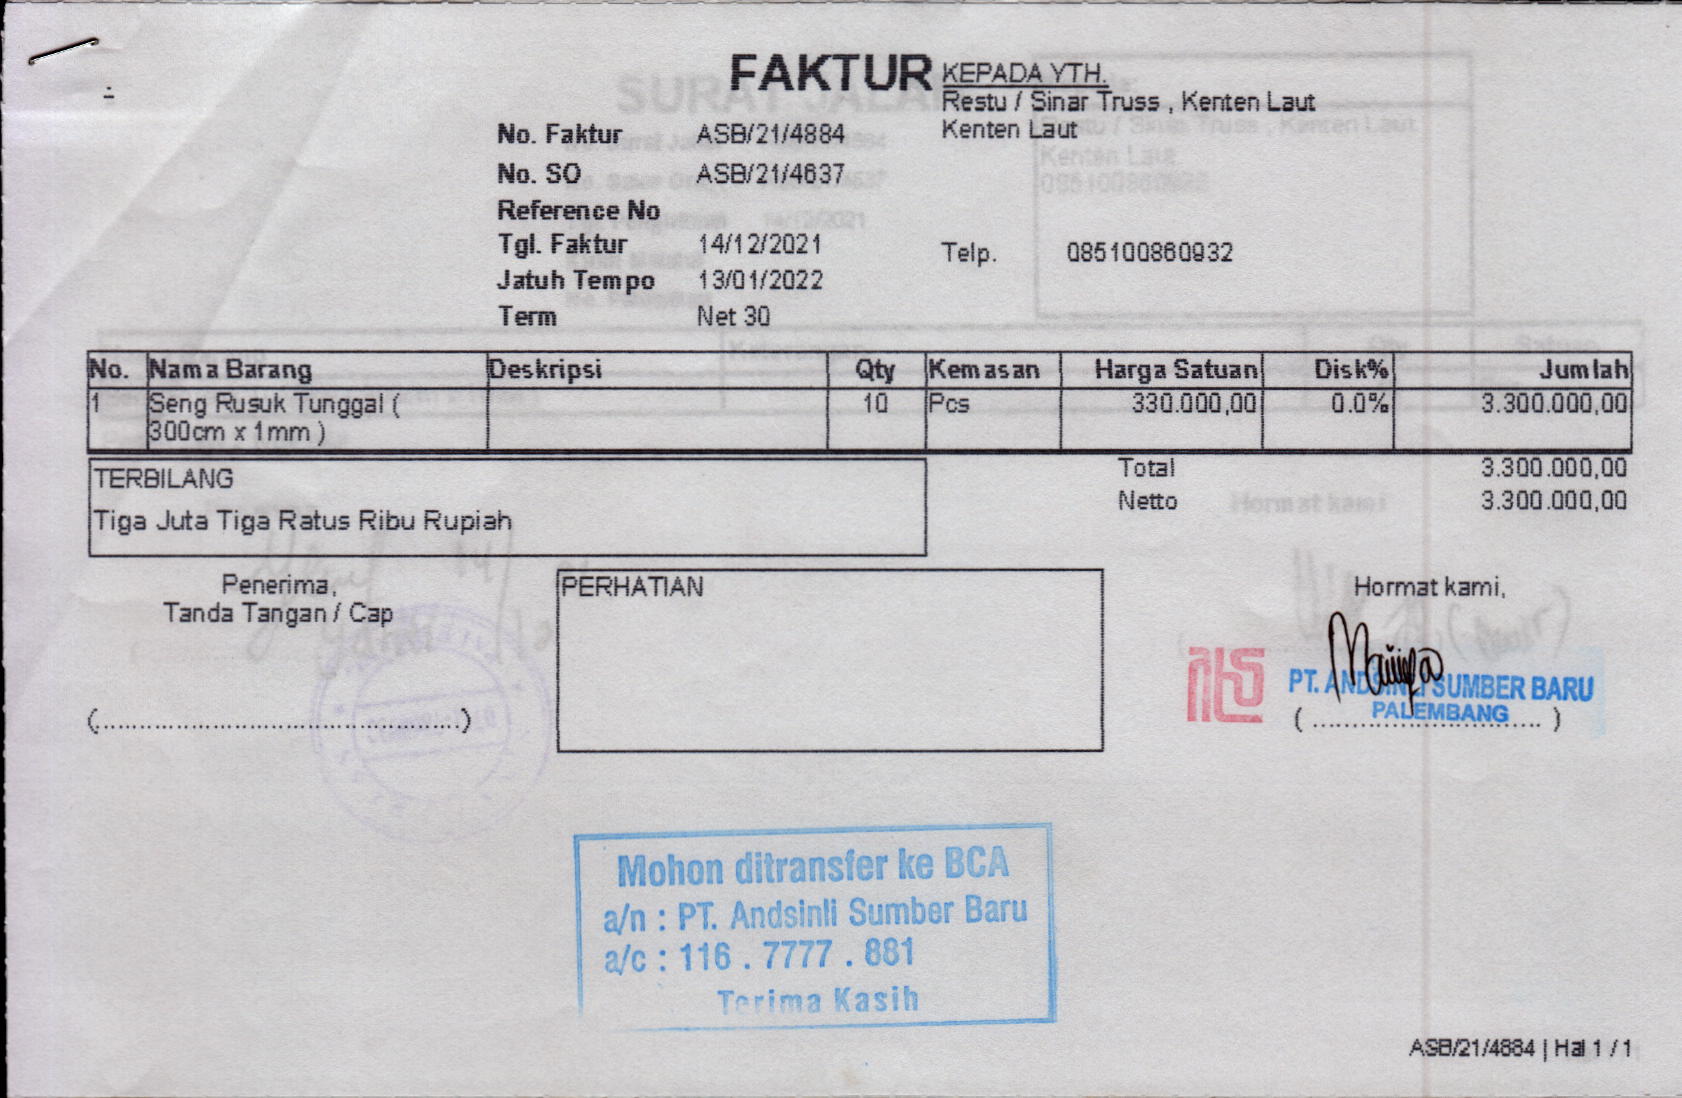 FAKTUR
KEPADA YTH.
Restu / Sinar Truss , Kenten Laut
Kenten Laut
No. Faktur ASB/21/4884
No. SO ASB/21/4637
Reference No
Tgl. Faktur 14/12/2021
Telp. 085100860932
Jatuh Tempo 13/01/2022
Term Net 30
No. Nama Barang Deskripsi Qty Kemasan Harga Satuan Disk% Jumlah
1 Seng Rusuk Tunggal ( 10 Pcs 330.000,00 0.0% 3.300.000,00
300cm x 1mm )
TERBILANG
Total 3.300.000,00
Netto 3.300.000,00
Tiga Juta Tiga Ratus Ribu Rupiah
Penerima,
Tanda Tangan / Cap
PERHATIAN
Hormat kami,
PT. ANDSINLI SUMBER BARU
PALEMBANG
Mohon ditransfer ke BCA
a/n : PT. Andsinli Sumber Baru
a/c : 116 . 7777 . 881
Terima Kasih
ASB/21/4884 | Hal 1 / 1